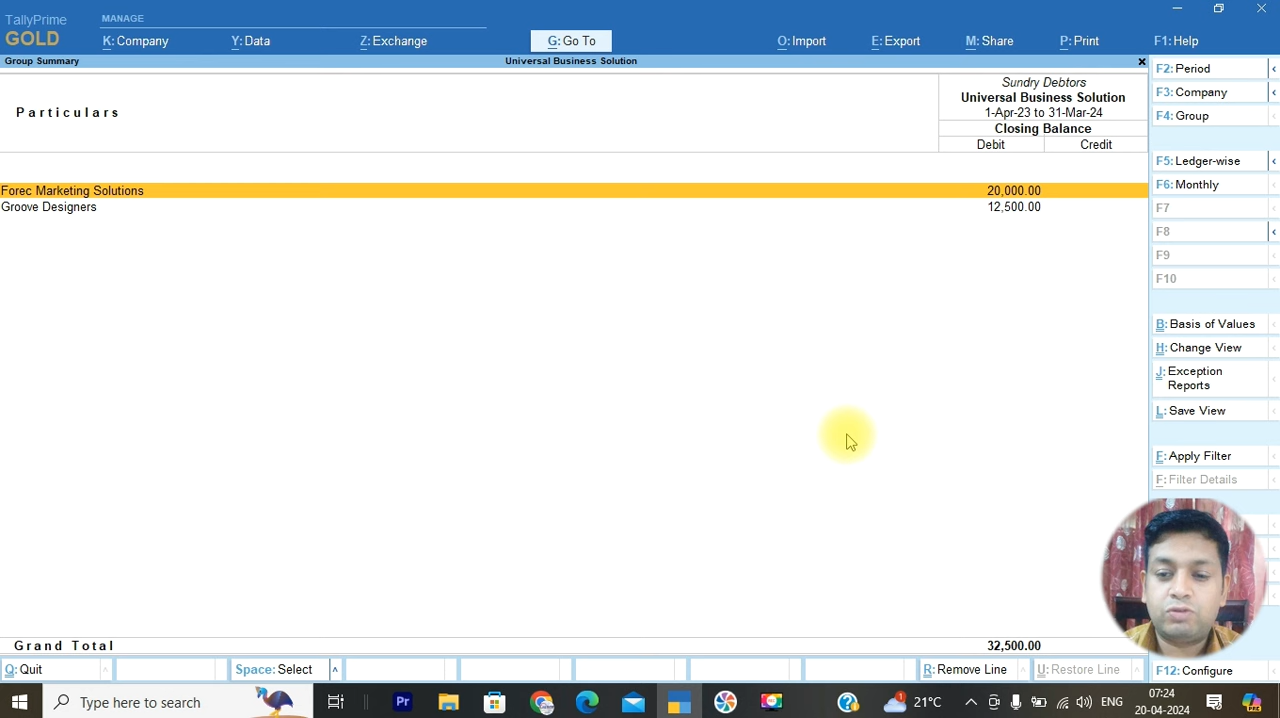 TallyPrime
GOLD
MANAGE
K: Company
Y: Data
Z: Exchange
G: Go To
O: Import
E: Export
M: Share
P: Print
F1: Help
Group Summary
Universal Business Solution
Particulars
Sundry Debtors
Universal Business Solution
1-Apr-23 to 31-Mar-24
Closing Balance
Debit Credit
Forec Marketing Solutions 20,000.00
Groove Designers 12,500.00
Grand Total 32,500.00
F2: Period
F3: Company
F4: Group
F5: Ledger-wise
F6: Monthly
F7
F8
F9
F10
B: Basis of Values
H: Change View
J: Exception
Reports
L: Save View
F: Apply Filter
F: Filter Details
Q: Quit
Space: Select
R: Remove Line
U: Restore Line
F12: Configure
Type here to search
Pr
1
21°C
ENG
07:24
20-04-2024